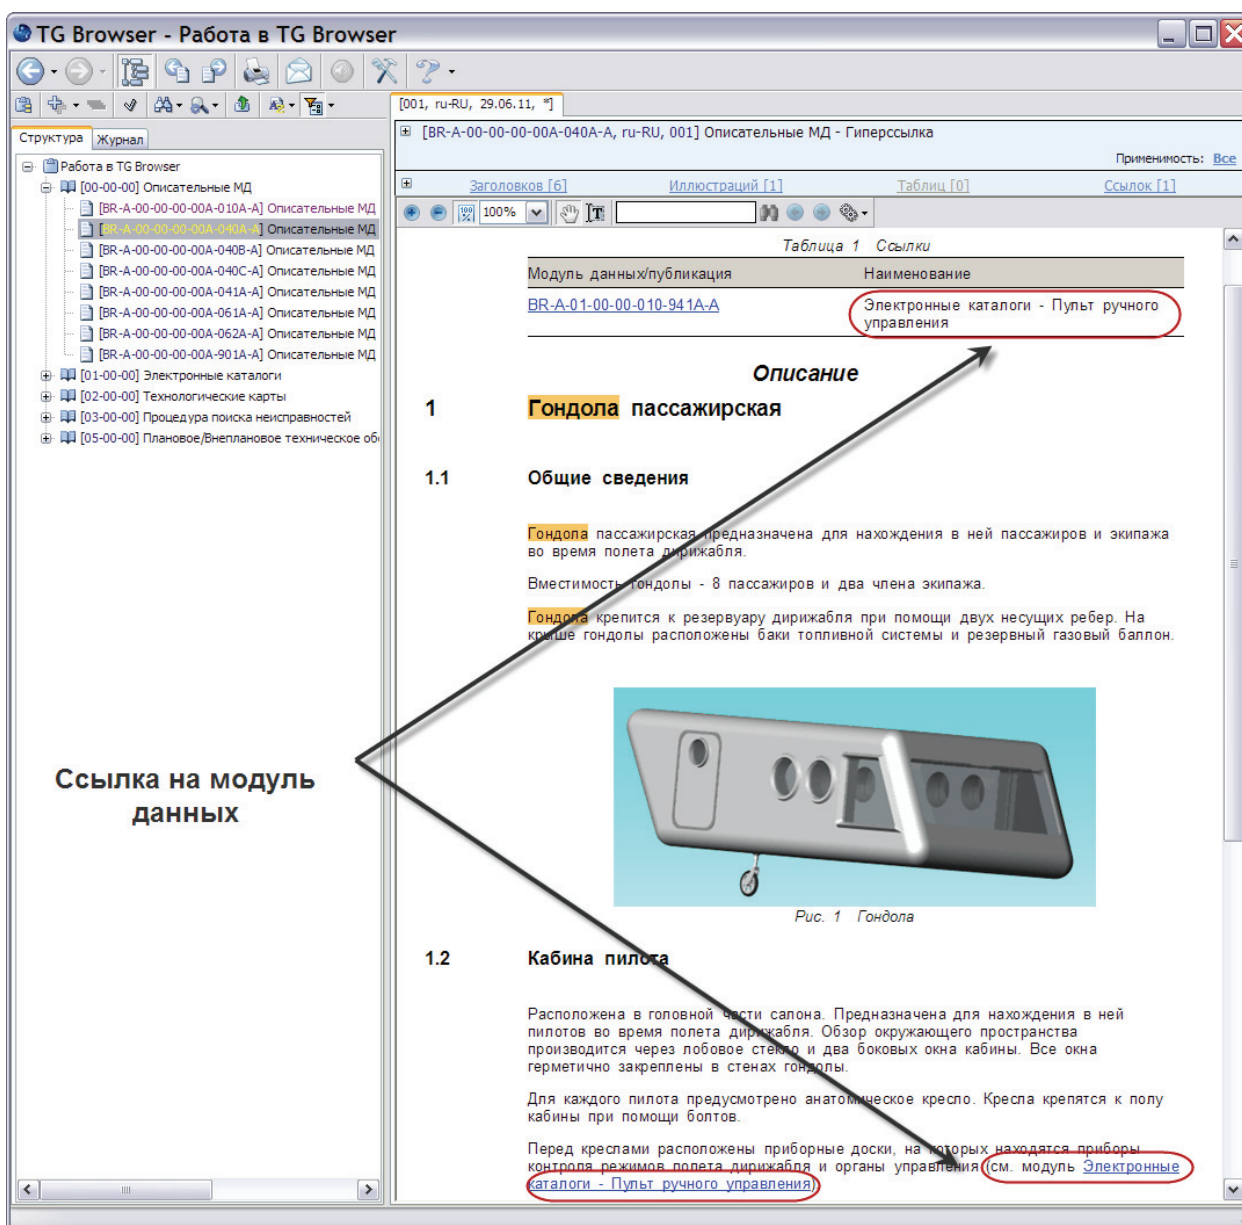 TG Browser - Работа в TG Browser
[001, ru-RU, 29.06.11, *]
Структура Журнал
Работа в TG Browser
[00-00-00] Описательные МД
[BR-A-00-00-00-00A-010A-A] Описательные МД
[BR-A-00-00-00-00A-040A-A] Описательные МД
[BR-A-00-00-00-00A-040B-A] Описательные МД
[BR-A-00-00-00-00A-040C-A] Описательные МД
[BR-A-00-00-00-00A-041A-A] Описательные МД
[BR-A-00-00-00-00A-061A-A] Описательные МД
[BR-A-00-00-00-00A-062A-A] Описательные МД
[BR-A-00-00-00-00A-901A-A] Описательные МД
[01-00-00] Электронные каталоги
[02-00-00] Технологические карты
[03-00-00] Процедура поиска неисправностей
[05-00-00] Плановое/Внеплановое техническое об
[BR-A-00-00-00-00A-040A-A, ru-RU, 001] Описательные МД - Гиперссылка
Применимость: Все
Заголовков [6] Иллюстраций [1] Таблиц [0] Ссылок [1]
100%
Таблица 1 Ссылки
Модуль данных/публикация Наименование
BR-A-01-00-00-010-941A-A Электронные каталоги - Пульт ручного
управления
Описание
1 Гондола пассажирская
1.1 Общие сведения
Гондола пассажирская предназначена для нахождения в ней пассажиров и экипажа
во время полета дирижабля.
Вместимость гондолы - 8 пассажиров и два члена экипажа.
Гондола крепится к резервуару дирижабля при помощи двух несущих ребер. На
крыше гондолы расположены баки топливной системы и резервный газовый баллон.
Ссылка на модуль
данных
Рис. 1 Гондола
1.2 Кабина пилота
Расположена в головной части салона. Предназначена для нахождения в ней
пилотов во время полета дирижабля. Обзор окружающего пространства
производится через лобовое стекло и два боковых окна кабины. Все окна
герметично закреплены в стенах гондолы.
Для каждого пилота предусмотрено анатомическое кресло. Кресла крепятся к полу
кабины при помощи болтов.
Перед креслами расположены приборные доски, на которых находятся приборы
контроля режимов полета дирижабля и органы управления (см. модуль Электронные
каталоги - Пульт ручного управления)